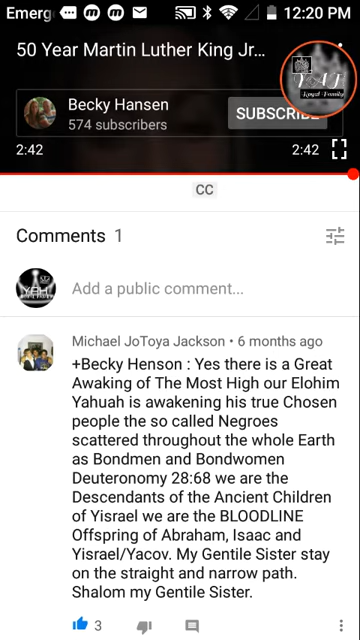 Emerg 12:20 PM
50 Year Martin Luther King Jr...
Becky Hansen
574 subscribers
SUBSCRIBE
Royal Family
2:42 2:42
CC
Comments 1
Add a public comment...
Michael JoToya Jackson • 6 months ago
+Becky Henson : Yes there is a Great
Awaking of The Most High our Elohim
Yahuah is awakening his true Chosen
people the so called Negroes
scattered throughout the whole Earth
as Bondmen and Bondwomen
Deuteronomy 28:68 we are the
Descendants of the Ancient Children
of Yisrael we are the BLOODLINE
Offspring of Abraham, Isaac and
Yisrael/Yacov. My Gentile Sister stay
on the straight and narrow path.
Shalom my Gentile Sister.
3